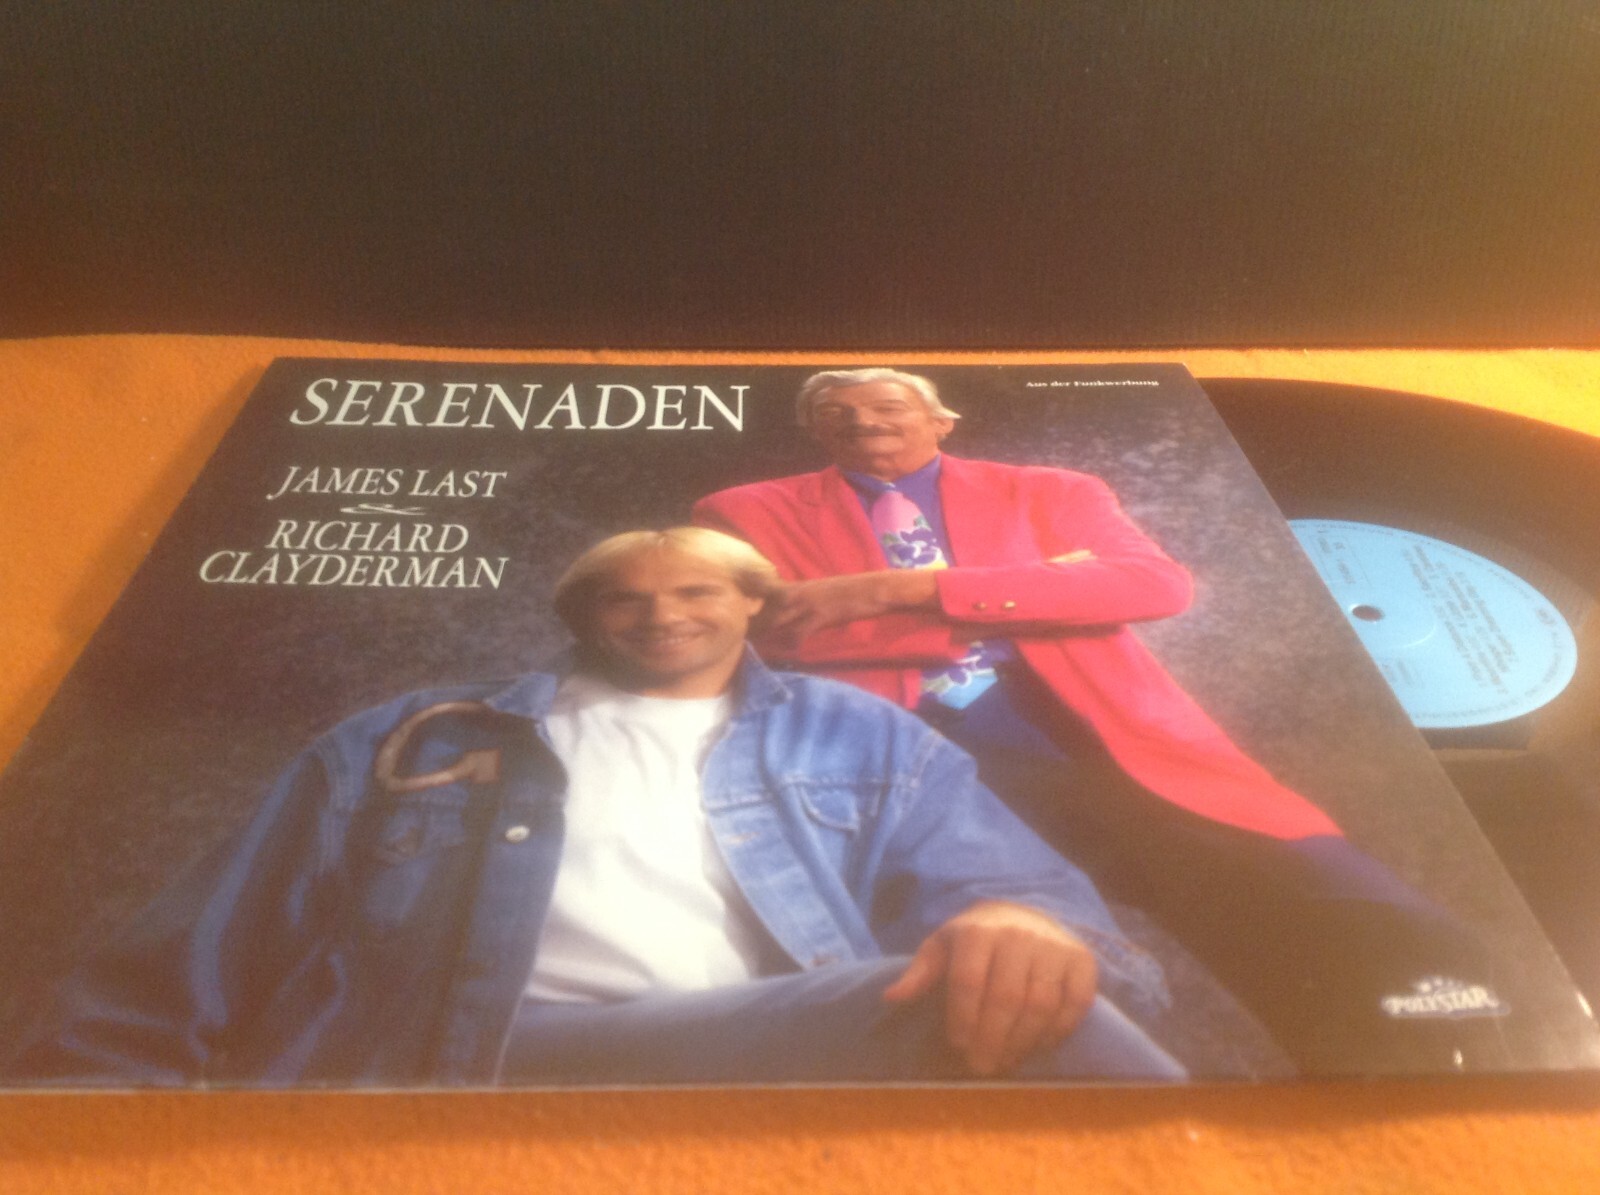 SERENADEN
Aus der Funkwerbung
JAMES LAST
&
RICHARD
CLAYDERMAN
POLYSTAR